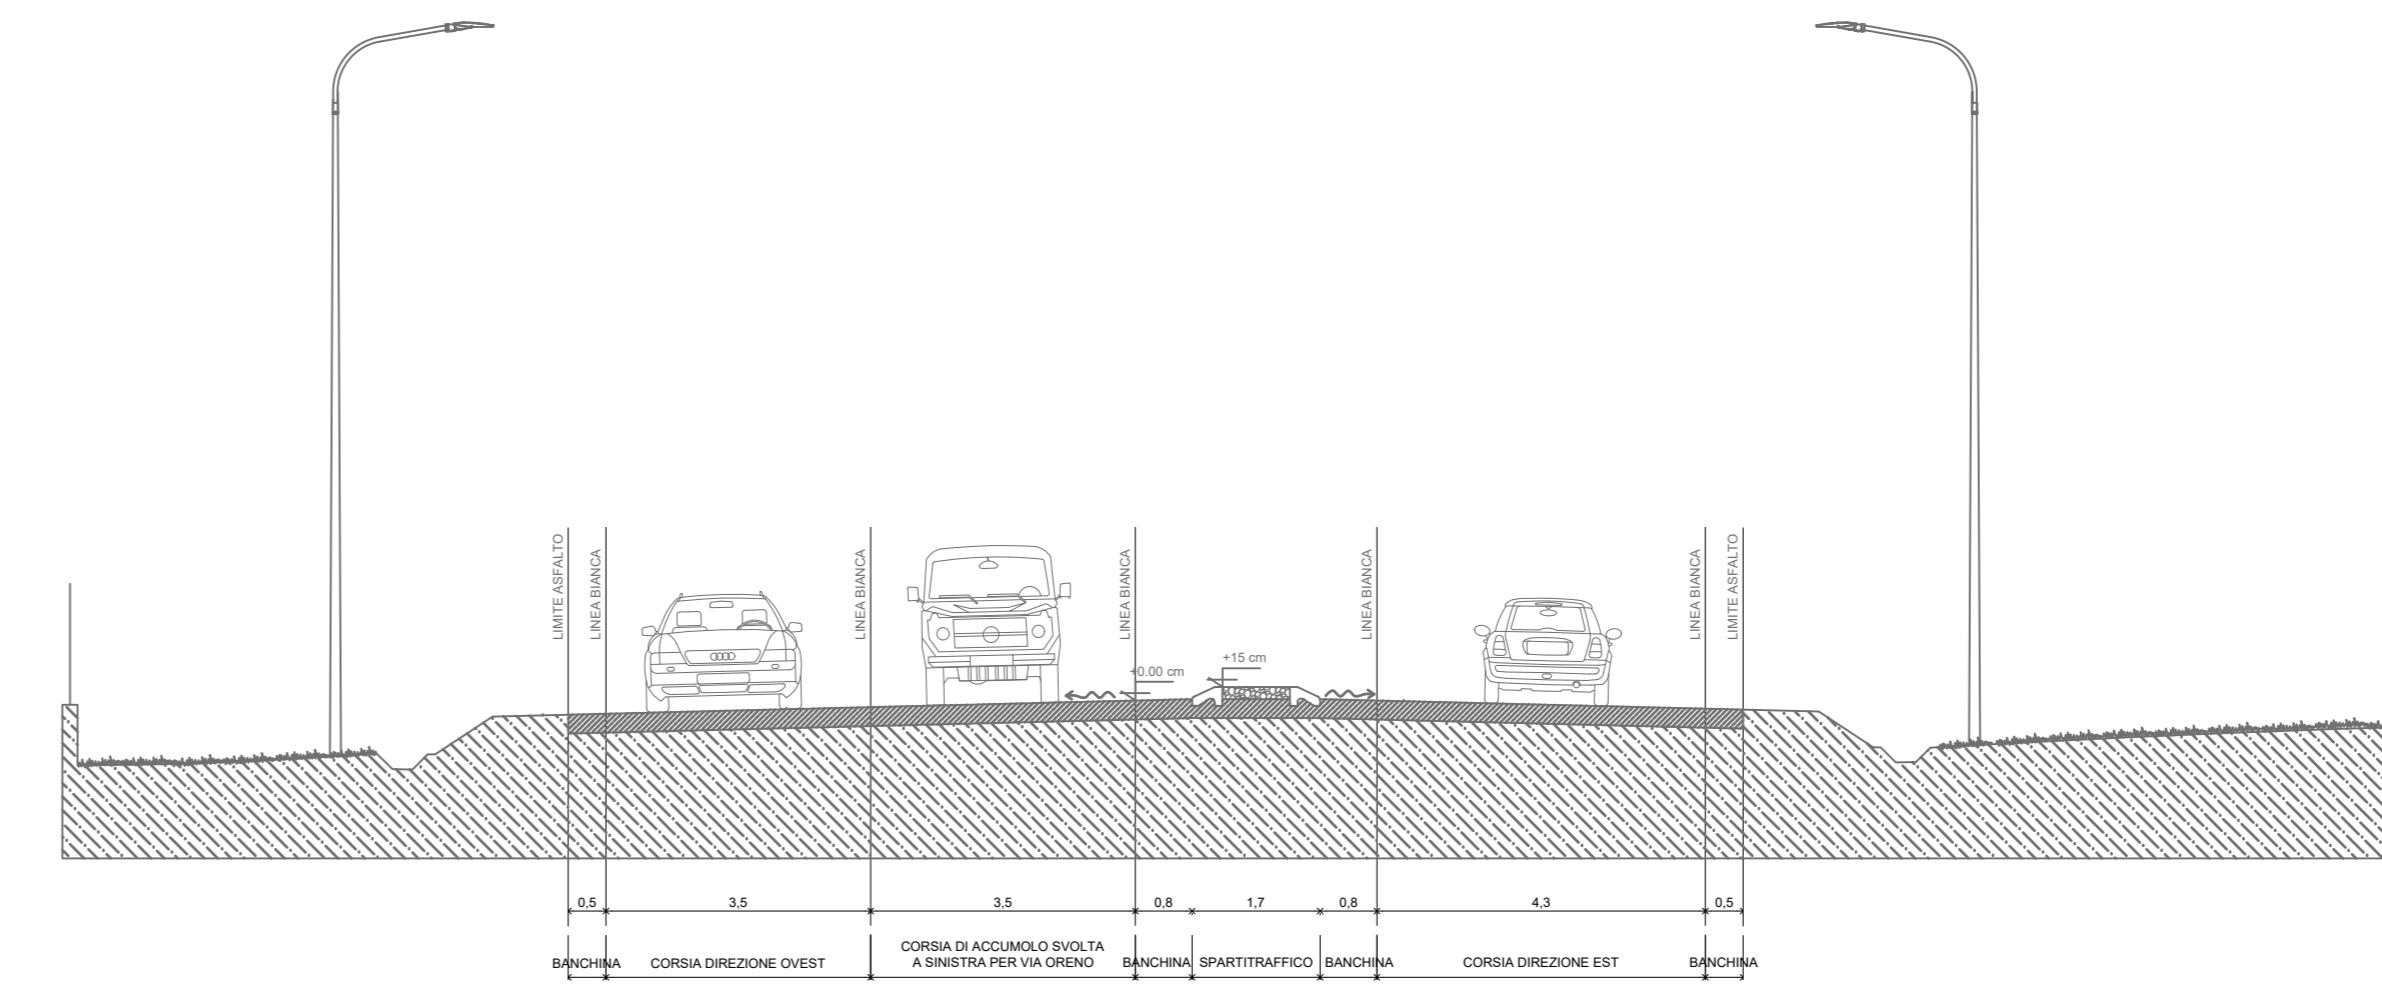 LIMITE ASFALTO
LINEA BIANCA
LINEA BIANCA
LINEA BIANCA
LINEA BIANCA
LINEA BIANCA
LIMITE ASFALTO
+0.00 cm
+15 cm
0,5
3,5
3,5
0,8
1,7
0,8
4,3
0,5
BANCHINA
CORSIA DIREZIONE OVEST
CORSIA DI ACCUMOLO SVOLTA
A SINISTRA PER VIA ORENO
BANCHINA
SPARTITRAFFICO
BANCHINA
CORSIA DIREZIONE EST
BANCHINA